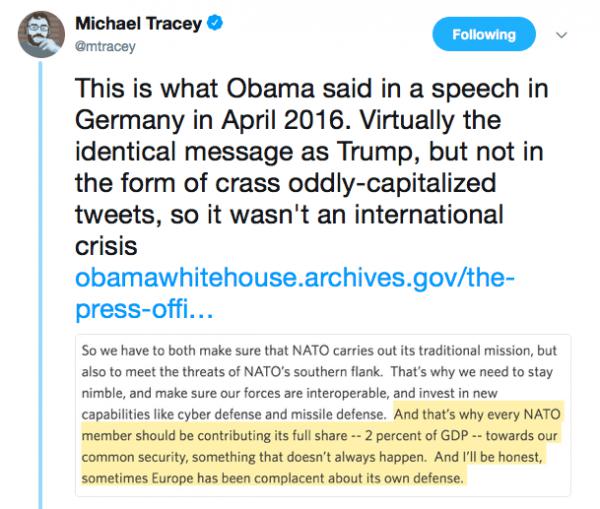 Michael Tracey
@mtracey
Following
This is what Obama said in a speech in
Germany in April 2016. Virtually the
identical message as Trump, but not in
the form of crass oddly-capitalized
tweets, so it wasn't an international
crisis
obamawhitehouse.archives.gov/the-
press-offi…
So we have to both make sure that NATO carries out its traditional mission, but
also to meet the threats of NATO's southern flank.  That's why we need to stay
nimble, and make sure our forces are interoperable, and invest in new
capabilities like cyber defense and missile defense.  And that's why every NATO
member should be contributing its full share -- 2 percent of GDP -- towards our
common security, something that doesn't always happen.  And I'll be honest,
sometimes Europe has been complacent about its own defense.